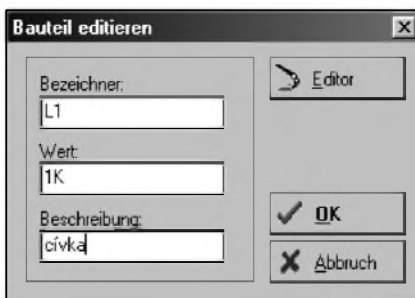 Bauteil editieren
Bezeichner:
L1
Editor
Wert:
1K
Beschreibung:
cívka
OK
Abbruch